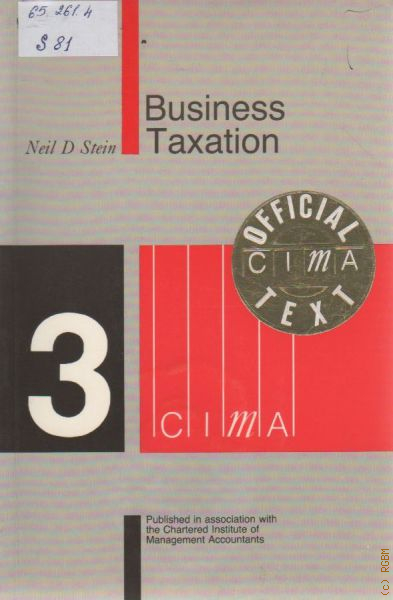 65.261.4
S 81
Business
Taxation
Neil D Stein
OFFICIAL
CIMA
TEXT
3
CIMA
Published in association with
the Chartered Institute of
Management Accountants
(c) RGBM